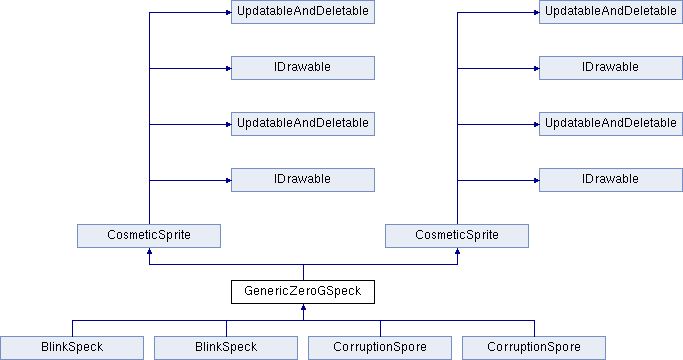 UpdatableAndDeletable UpdatableAndDeletable
IDrawable IDrawable
UpdatableAndDeletable UpdatableAndDeletable
IDrawable IDrawable
CosmeticSprite CosmeticSprite
GenericZeroGSpeck
BlinkSpeck BlinkSpeck CorruptionSpore CorruptionSpore